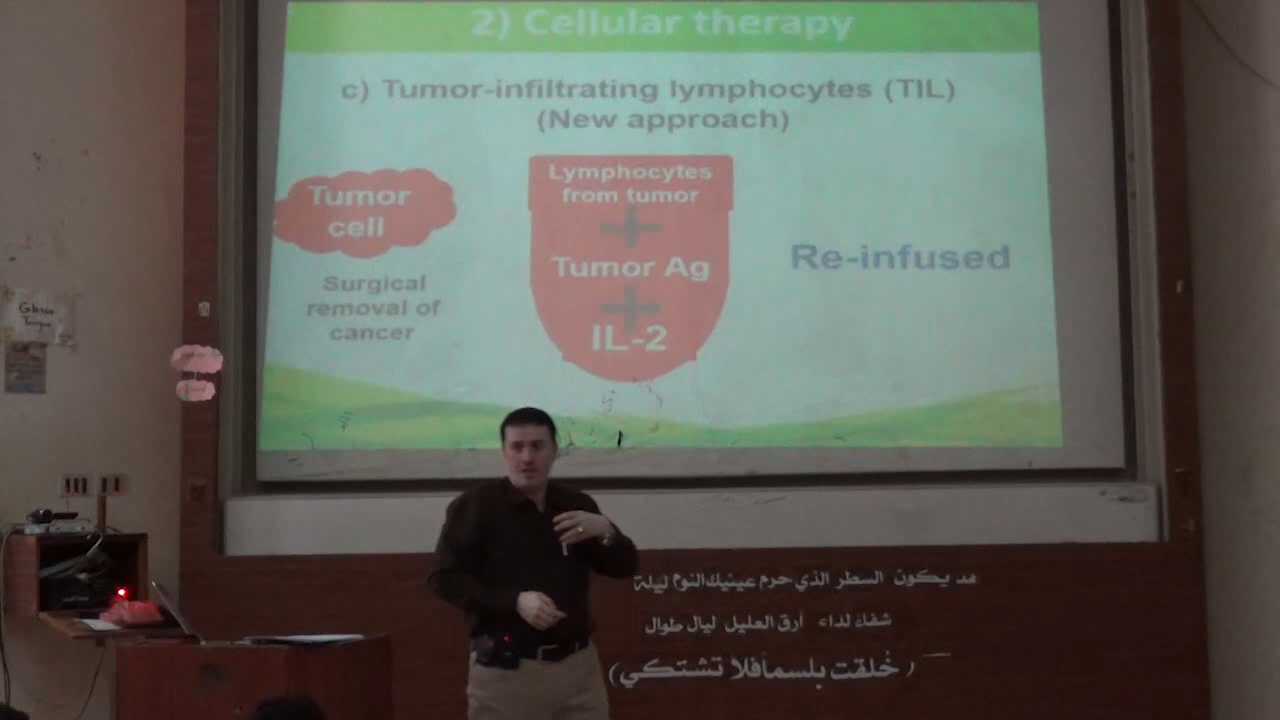 2) Cellular therapy
c) Tumor-infiltrating lymphocytes (TIL)
(New approach)
Tumor
cell
Surgical
removal of
cancer
Lymphocytes
from tumor
+
Tumor Ag
+
IL-2
Re-infused
Glosso
قد يكون السطر الذي حرم عينيك النوم ليلة
شفاءً لداء أرق العليل ليال طوال
(خُلقت بلسماً فلا تشتكي)